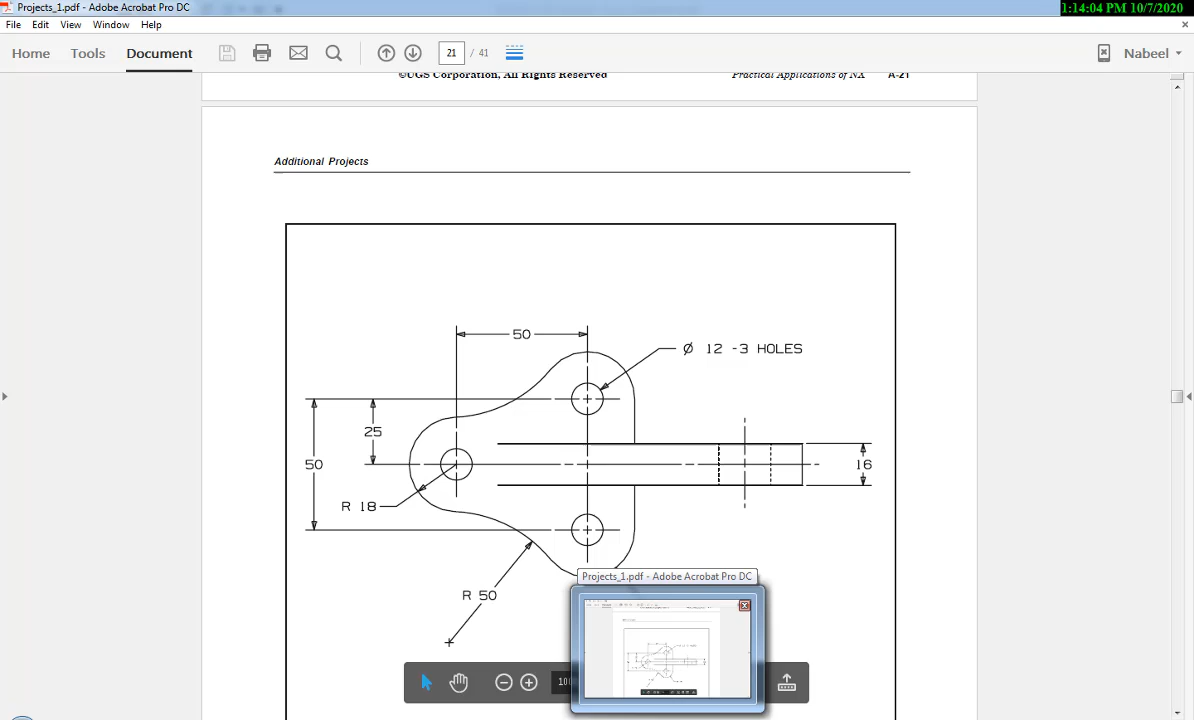 Projects_1.pdf - Adobe Acrobat Pro DC
1:14:04 PM 10/7/2020
File Edit View Window Help
Home Tools Document 21 / 41 Nabeel
©UGS Corporation, All Rights Reserved Practical Applications of NX A-21
Additional Projects
50
Ø 12 -3 HOLES
25
50
16
R 18
R 50
Projects_1.pdf - Adobe Acrobat Pro DC